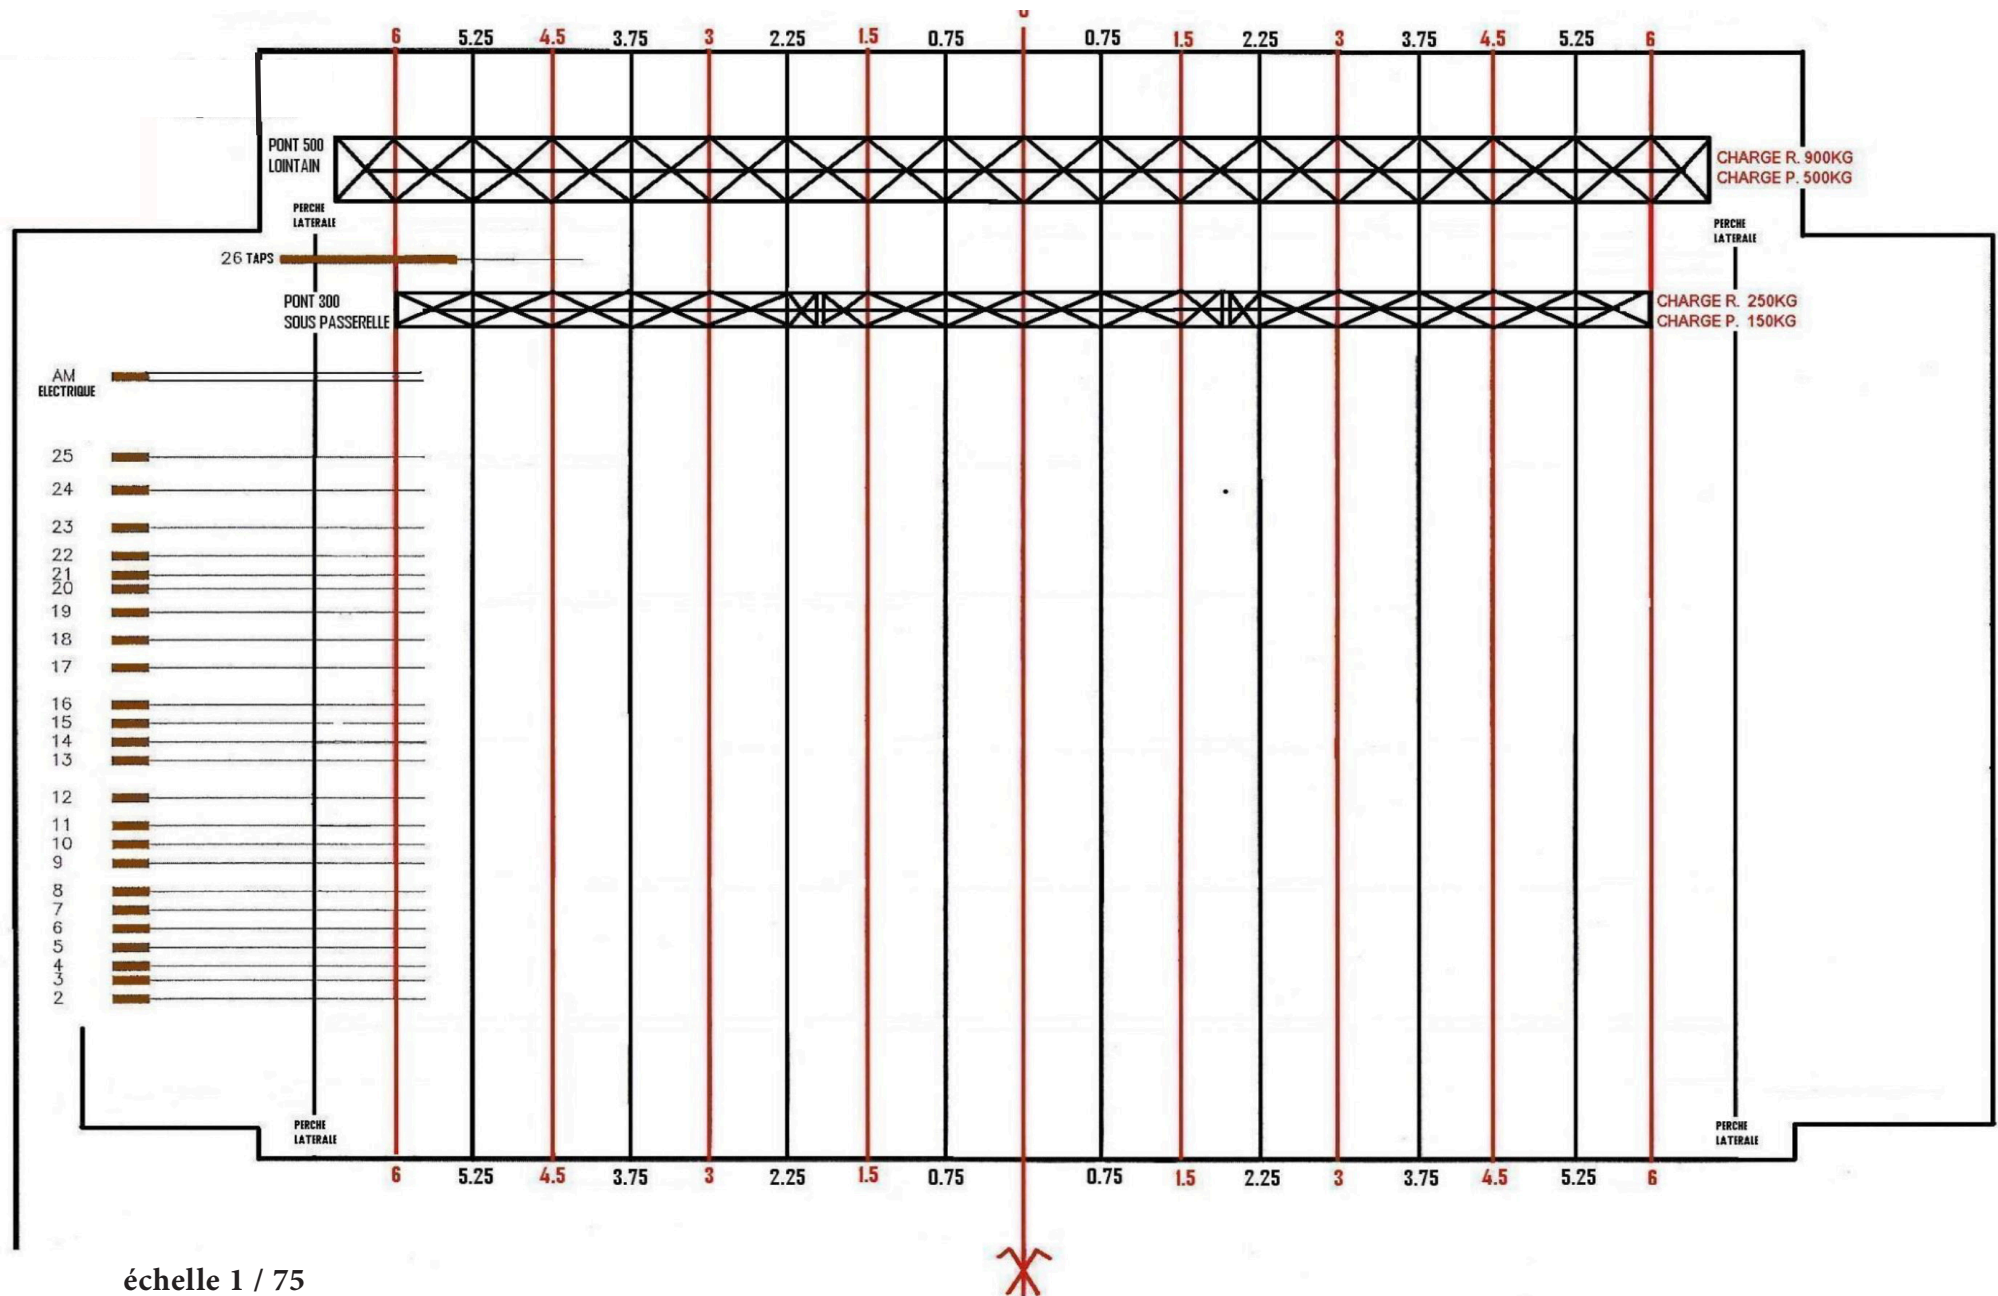 0
6 5.25 4.5 3.75 3 2.25 1.5 0.75 0.75 1.5 2.25 3 3.75 4.5 5.25 6
PONT 500
LOINTAIN
CHARGE R. 900KG
CHARGE P. 500KG
PERCHE
LATERALE
PERCHE
LATERALE
26 TAPS
PONT 300
SOUS PASSERELLE
CHARGE R. 250KG
CHARGE P. 150KG
AM
ELECTRIQUE
25
24
23
22
21
20
19
18
17
16
15
14
13
12
11
10
9
8
7
6
5
4
3
2
PERCHE
LATERALE
PERCHE
LATERALE
6 5.25 4.5 3.75 3 2.25 1.5 0.75 0.75 1.5 2.25 3 3.75 4.5 5.25 6
échelle 1 / 75